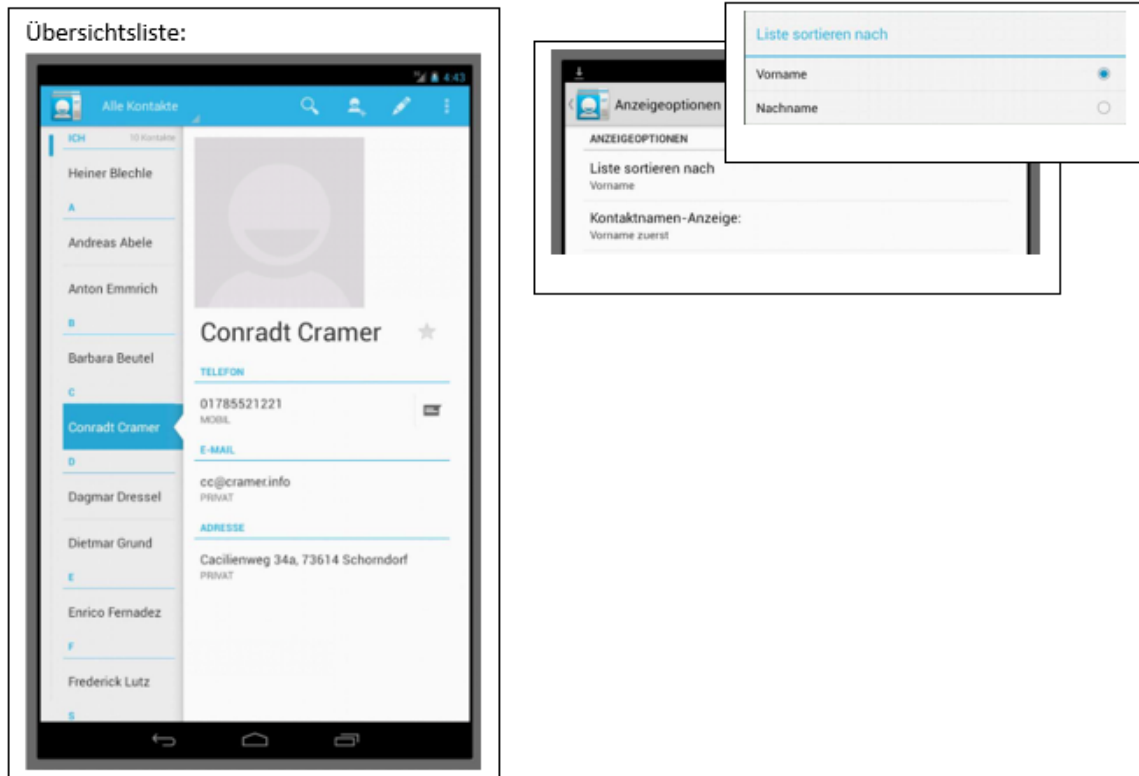 Übersichtsliste:
4:43
Alle Kontakte
ICH 10 Kontakte
Heiner Blechle
A
Andreas Abele
Anton Emmrich
B
Barbara Beutel
C
Conradt Cramer
D
Dagmar Dressel
Dietmar Grund
E
Enrico Fernadez
F
Frederick Lutz
S
Conradt Cramer
TELEFON
01785521221
MOBIL
E-MAIL
cc@cramer.info
PRIVAT
ADRESSE
Cacilienweg 34a, 73614 Schorndorf
PRIVAT
Anzeigeoptionen
ANZEIGEOPTIONEN
Liste sortieren nach
Vorname
Kontaktnamen-Anzeige:
Vorname zuerst
Liste sortieren nach
Vorname
Nachname